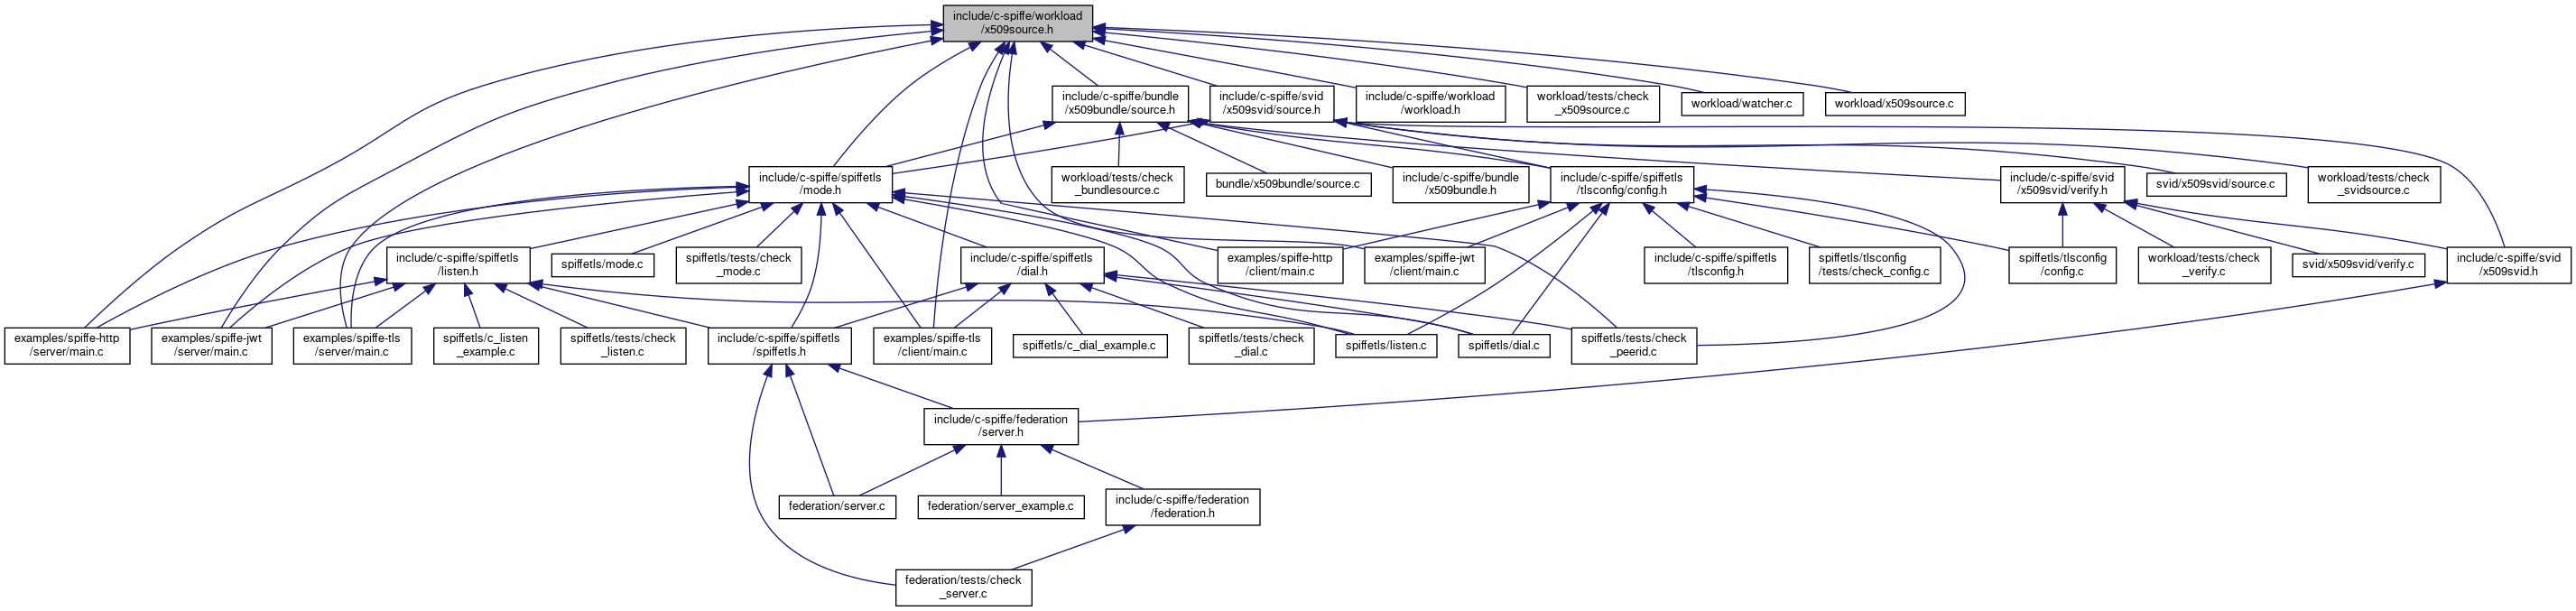 include/c-spiffe/workload
/x509source.h
include/c-spiffe/bundle
/x509bundle/source.h
include/c-spiffe/svid
/x509svid/source.h
include/c-spiffe/workload
/workload.h
workload/tests/check
_x509source.c
workload/watcher.c
workload/x509source.c
include/c-spiffe/spiffetls
/mode.h
workload/tests/check
_bundlesource.c
bundle/x509bundle/source.c
include/c-spiffe/bundle
/x509bundle.h
include/c-spiffe/spiffetls
/tlsconfig/config.h
include/c-spiffe/svid
/x509svid/verify.h
svid/x509svid/source.c
workload/tests/check
_svidsource.c
include/c-spiffe/spiffetls
/listen.h
spiffetls/mode.c
spiffetls/tests/check
_mode.c
include/c-spiffe/spiffetls
/dial.h
examples/spiffe-http
/client/main.c
examples/spiffe-jwt
/client/main.c
include/c-spiffe/spiffetls
/tlsconfig.h
spiffetls/tlsconfig
/tests/check_config.c
spiffetls/tlsconfig
/config.c
workload/tests/check
_verify.c
svid/x509svid/verify.c
include/c-spiffe/svid
/x509svid.h
examples/spiffe-http
/server/main.c
examples/spiffe-jwt
/server/main.c
examples/spiffe-tls
/server/main.c
spiffetls/c_listen
_example.c
spiffetls/tests/check
_listen.c
include/c-spiffe/spiffetls
/spiffetls.h
examples/spiffe-tls
/client/main.c
spiffetls/c_dial_example.c
spiffetls/tests/check
_dial.c
spiffetls/listen.c
spiffetls/dial.c
spiffetls/tests/check
_peerid.c
include/c-spiffe/federation
/server.h
federation/server.c
federation/server_example.c
include/c-spiffe/federation
/federation.h
federation/tests/check
_server.c